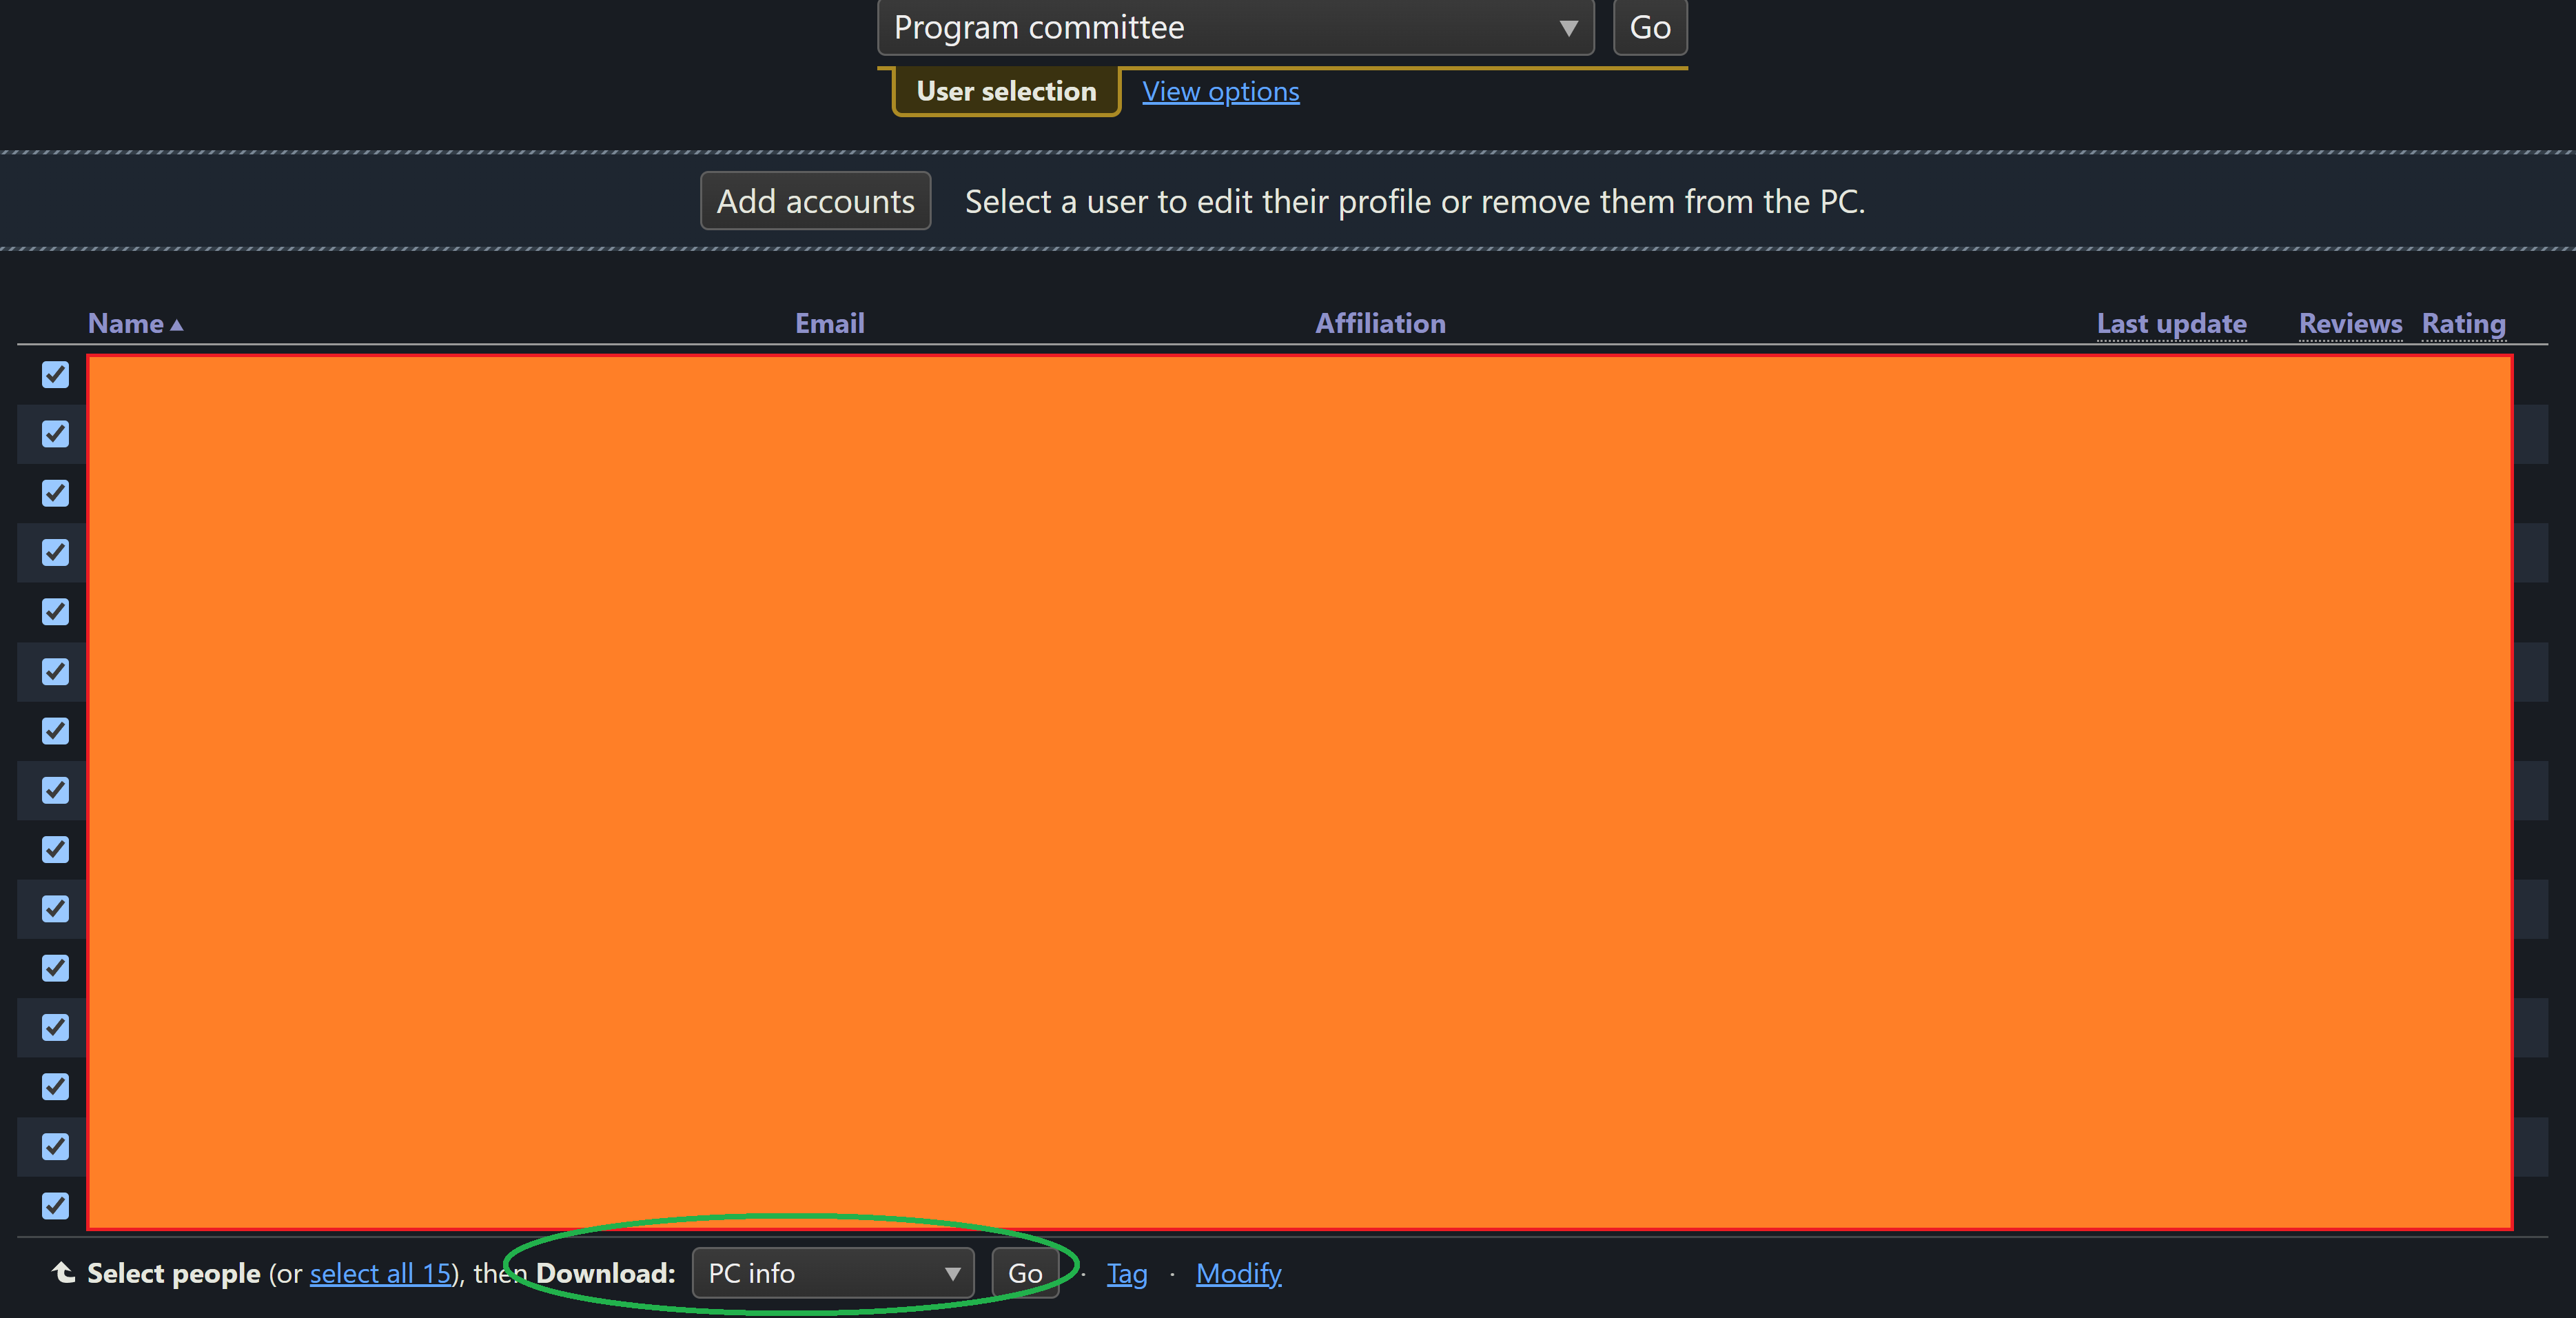 Program committee Go
User selection View options
Add accounts Select a user to edit their profile or remove them from the PC.
Name Email Affiliation Last update Reviews Rating
Select people (or select all 15), then Download: PC info Go · Tag · Modify